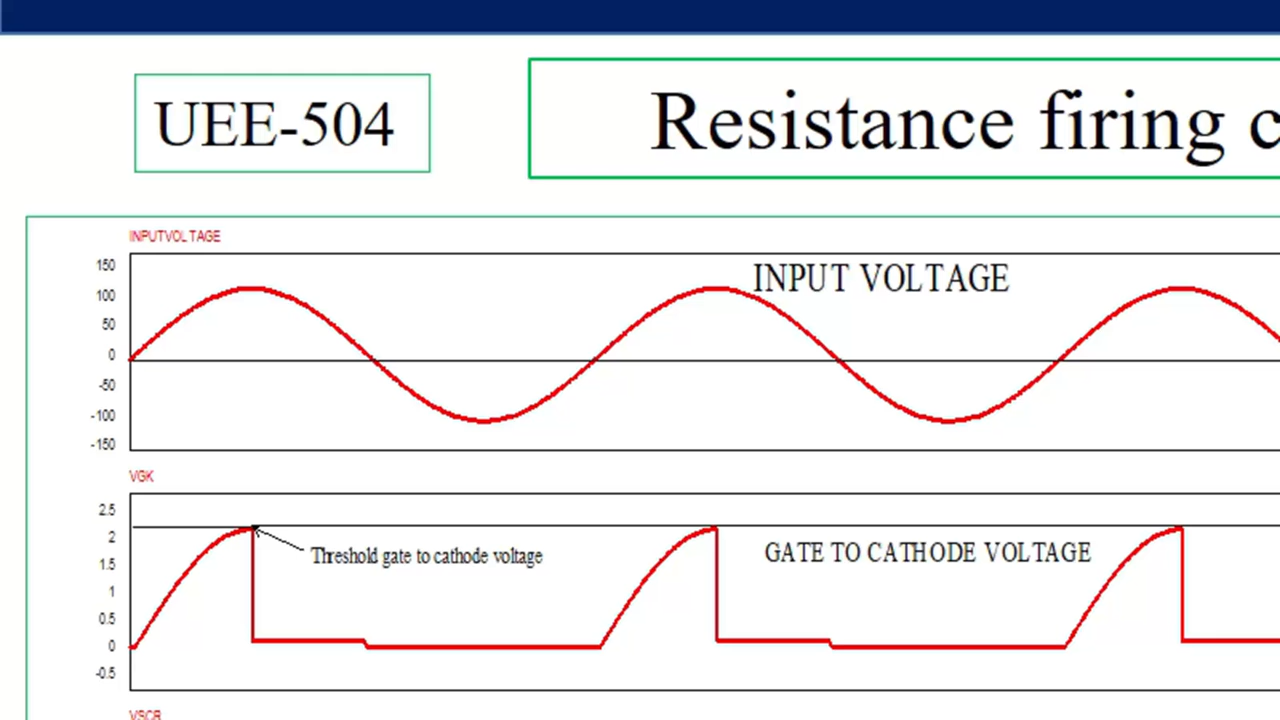 UEE-504
Resistance firing c
INPUTVOLTAGE
INPUT VOLTAGE
150
100
50
0
-50
-100
-150
VGK
2.5
2
1.5
1
0.5
0
-0.5
Threshold gate to cathode voltage
GATE TO CATHODE VOLTAGE
VSCR